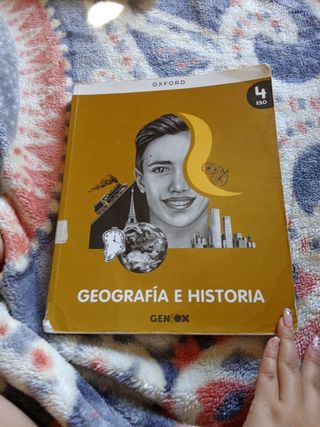 OXFORD
4
ESO
GEOGRAFÍA E HISTORIA
GENiOX